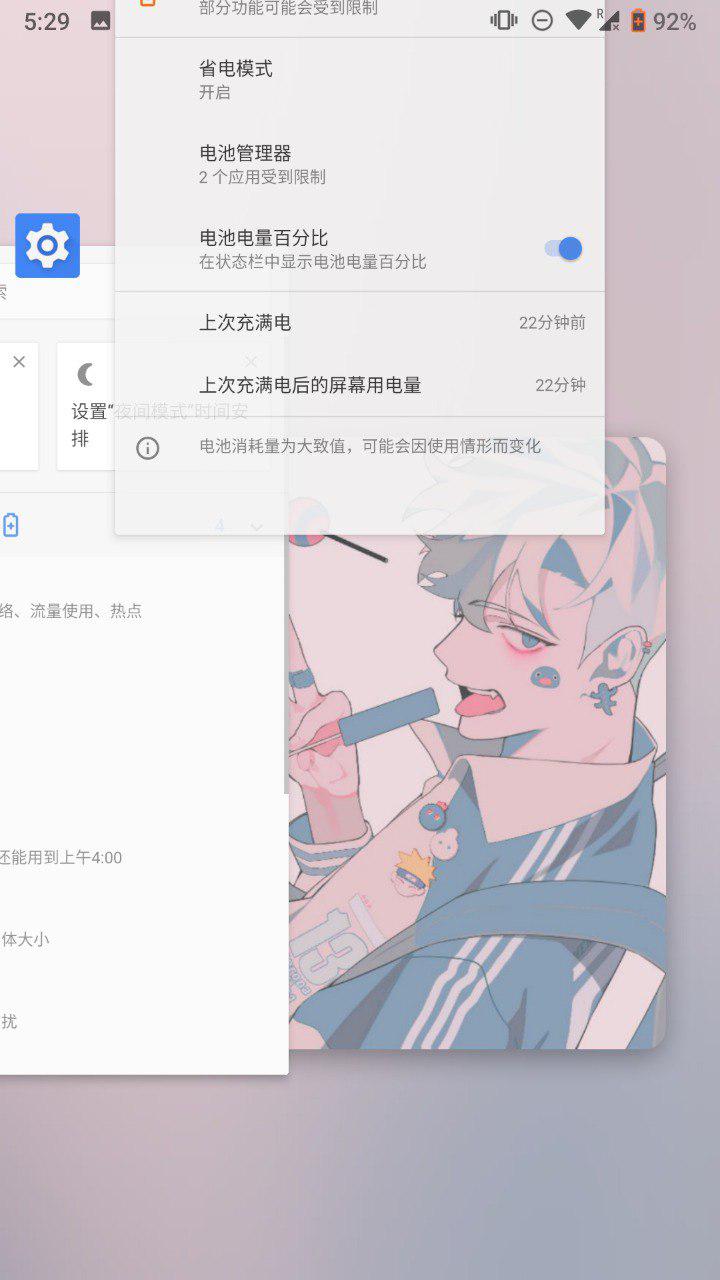 5:29
R
92%
部分功能可能会受到限制
省电模式
开启
电池管理器
2 个应用受到限制
电池电量百分比
在状态栏中显示电池电量百分比
索
上次充满电
22分钟前
上次充满电后的屏幕用电量
22分钟
设置“夜间模式”时间安
排
电池消耗量为大致值，可能会因使用情形而变化
4
络、流量使用、热点
还能用到上午4:00
体大小
扰
13